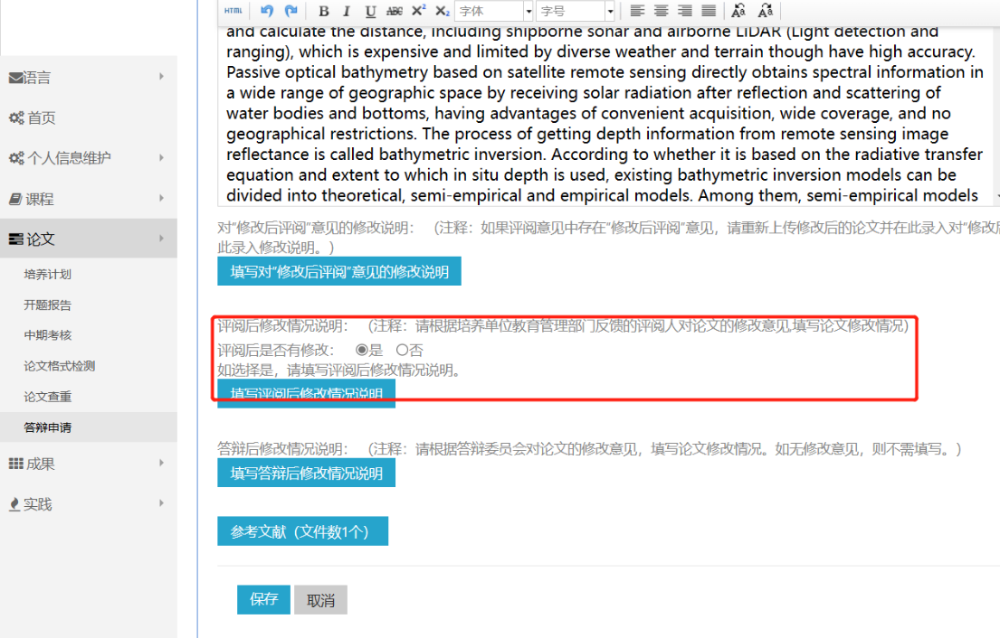 HTML B I U ABC X² X₂ 字体 字号
and calculate the distance, including shipborne sonar and airborne LiDAR (Light detection and
ranging), which is expensive and limited by diverse weather and terrain though have high accuracy.
Passive optical bathymetry based on satellite remote sensing directly obtains spectral information in
a wide range of geographic space by receiving solar radiation after reflection and scattering of
water bodies and bottoms, having advantages of convenient acquisition, wide coverage, and no
geographical restrictions. The process of getting depth information from remote sensing image
reflectance is called bathymetric inversion. According to whether it is based on the radiative transfer
equation and extent to which in situ depth is used, existing bathymetric inversion models can be
divided into theoretical, semi-empirical and empirical models. Among them, semi-empirical models
语言
首页
个人信息维护
课程
论文
培养计划
开题报告
中期考核
论文格式检测
论文查重
答辩申请
成果
实践
对“修改后评阅”意见的修改说明： （注释：如果评阅意见中存在“修改后评阅”意见，请重新上传修改后的论文并在此录入对“修改后
此录入修改说明。）
填写对“修改后评阅”意见的修改说明
评阅后修改情况说明： （注释：请根据培养单位教育管理部门反馈的评阅人对论文的修改意见,填写论文修改情况）
评阅后是否有修改： 是 否
如选择是，请填写评阅后修改情况说明。
填写评阅后修改情况说明
答辩后修改情况说明： （注释：请根据答辩委员会对论文的修改意见，填写论文修改情况。如无修改意见，则不需填写。）
填写答辩后修改情况说明
参考文献（文件数1个）
保存 取消